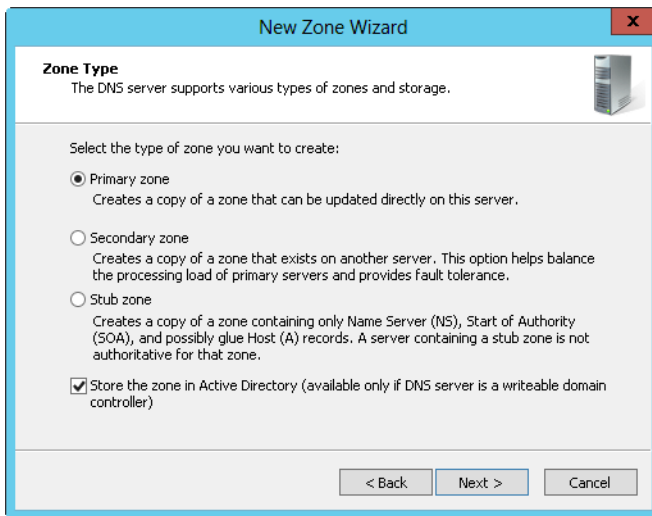 New Zone Wizard
x
Zone Type
The DNS server supports various types of zones and storage.
Select the type of zone you want to create:
Primary zone
Creates a copy of a zone that can be updated directly on this server.
Secondary zone
Creates a copy of a zone that exists on another server. This option helps balance
the processing load of primary servers and provides fault tolerance.
Stub zone
Creates a copy of a zone containing only Name Server (NS), Start of Authority
(SOA), and possibly glue Host (A) records. A server containing a stub zone is not
authoritative for that zone.
Store the zone in Active Directory (available only if DNS server is a writeable domain
controller)
< Back Next > Cancel